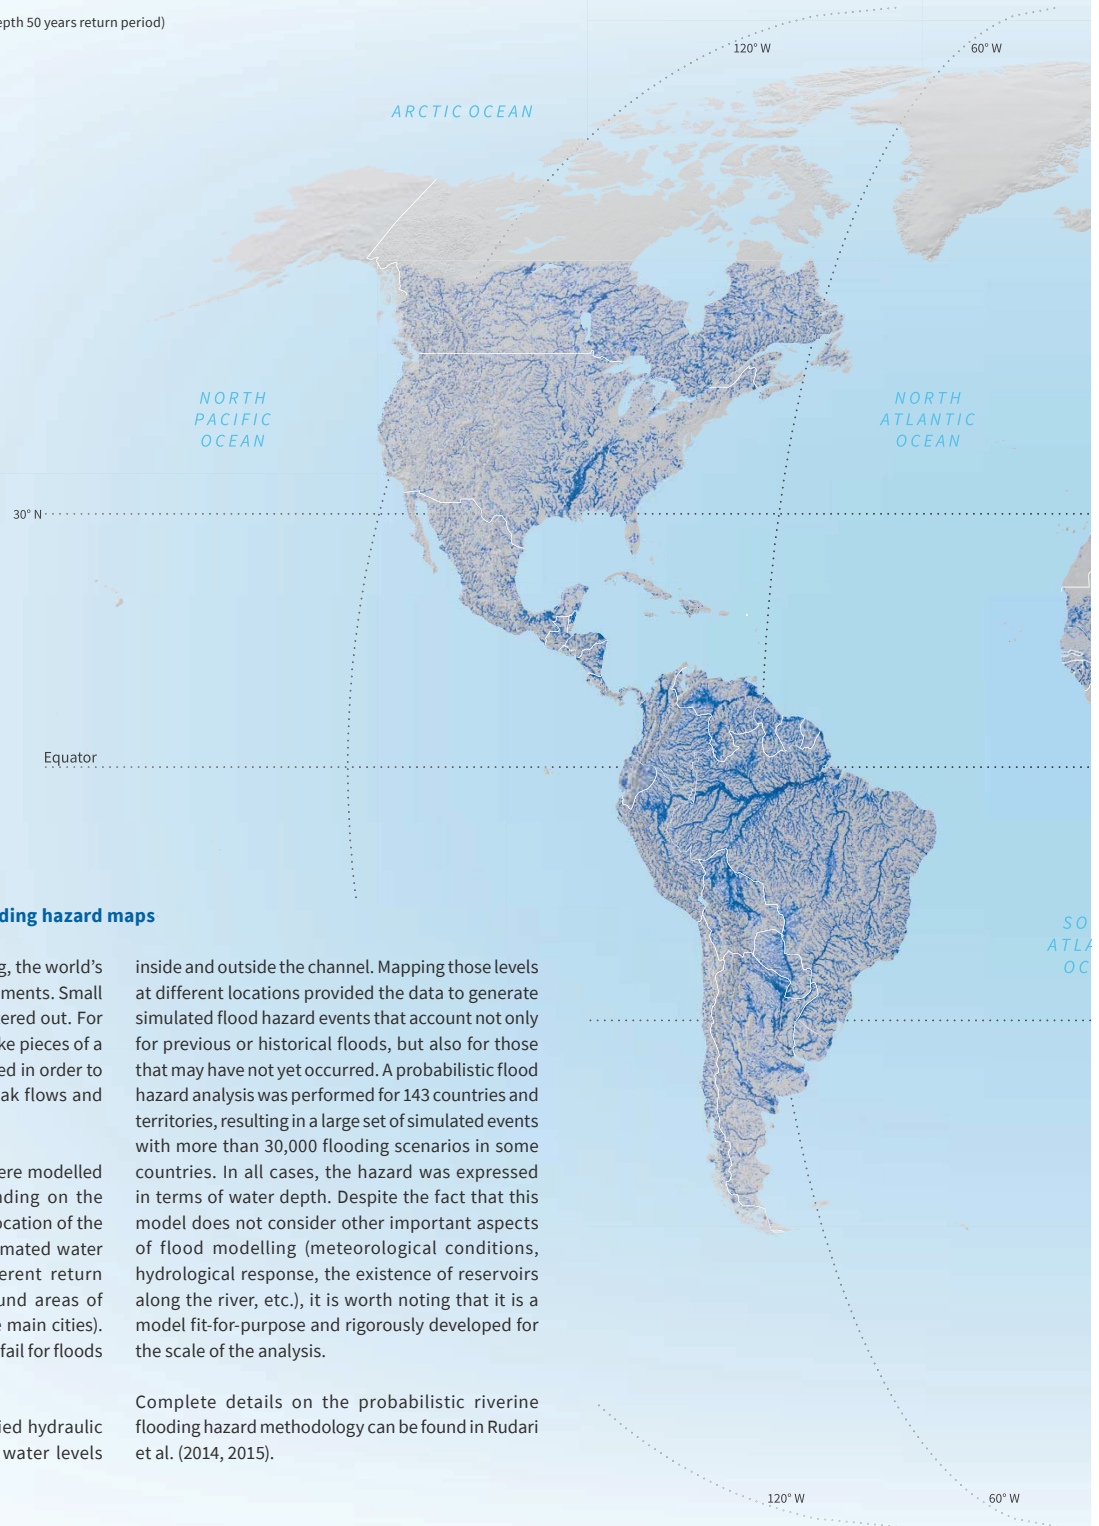 epth 50 years return period)
120° W
60° W
ARCTIC OCEAN
NORTH
PACIFIC
OCEAN
NORTH
ATLANTIC
OCEAN
30° N
Equator
SO
ATLA
OC
ding hazard maps
g, the world's
ments. Small
ered out. For
ke pieces of a
ed in order to
ak flows and
ere modelled
nding on the
ocation of the
mated water
erent return
und areas of
e main cities).
fail for floods
ied hydraulic
water levels
inside and outside the channel. Mapping those levels
at different locations provided the data to generate
simulated flood hazard events that account not only
for previous or historical floods, but also for those
that may have not yet occurred. A probabilistic flood
hazard analysis was performed for 143 countries and
territories, resulting in a large set of simulated events
with more than 30,000 flooding scenarios in some
countries. In all cases, the hazard was expressed
in terms of water depth. Despite the fact that this
model does not consider other important aspects
of flood modelling (meteorological conditions,
hydrological response, the existence of reservoirs
along the river, etc.), it is worth noting that it is a
model fit-for-purpose and rigorously developed for
the scale of the analysis.
Complete details on the probabilistic riverine
flooding hazard methodology can be found in Rudari
et al. (2014, 2015).
120° W
60° W